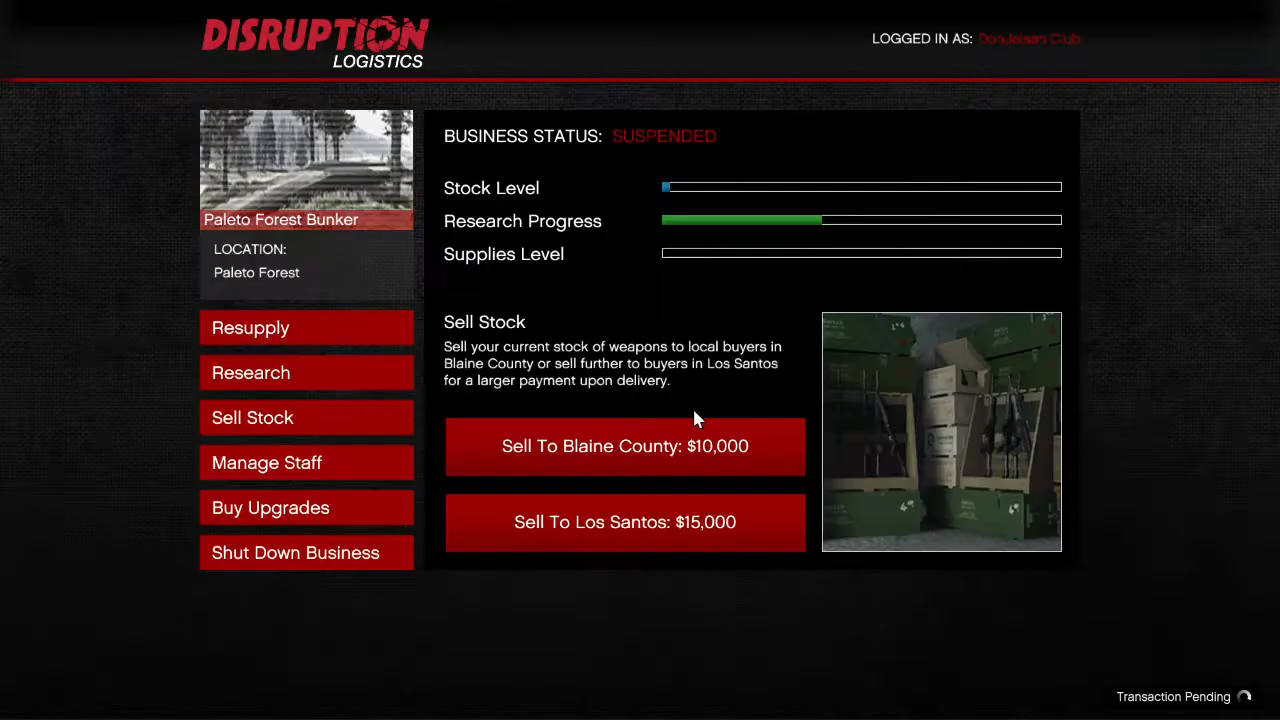 DISRUPTION
LOGISTICS
LOGGED IN AS: DonJaisan Club
Paleto Forest Bunker
LOCATION:
Paleto Forest
Resupply
Research
Sell Stock
Manage Staff
Buy Upgrades
Shut Down Business
BUSINESS STATUS: SUSPENDED
Stock Level
Research Progress
Supplies Level
Sell Stock
Sell your current stock of weapons to local buyers in
Blaine County or sell further to buyers in Los Santos
for a larger payment upon delivery.
Sell To Blaine County: $10,000
Sell To Los Santos: $15,000
Transaction Pending